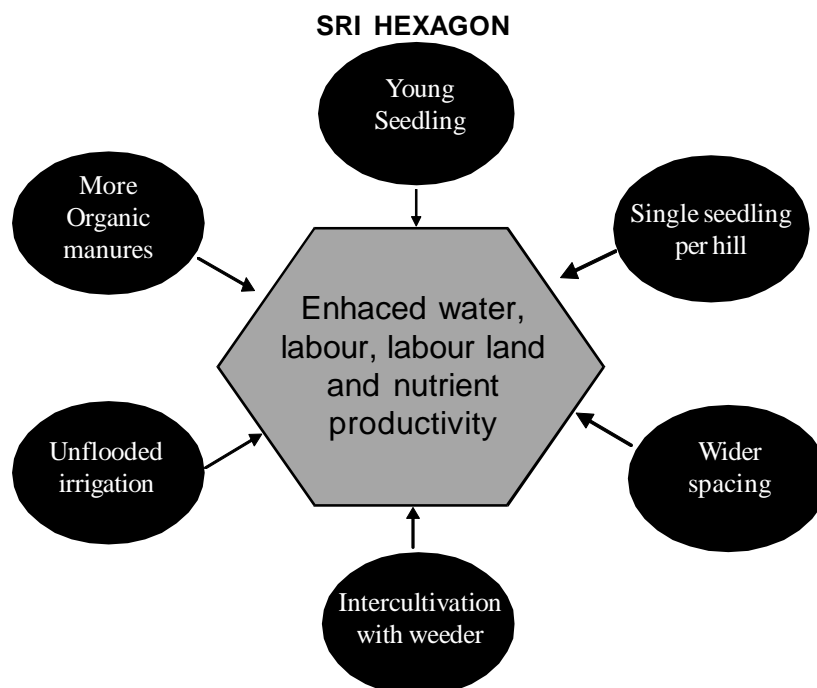 SRI HEXAGON
Young
Seedling
More
Organic
manures
Single seedling
per hill
Enhaced water,
labour, labour land
and nutrient
productivity
Unflooded
irrigation
Wider
spacing
Intercultivation
with weeder